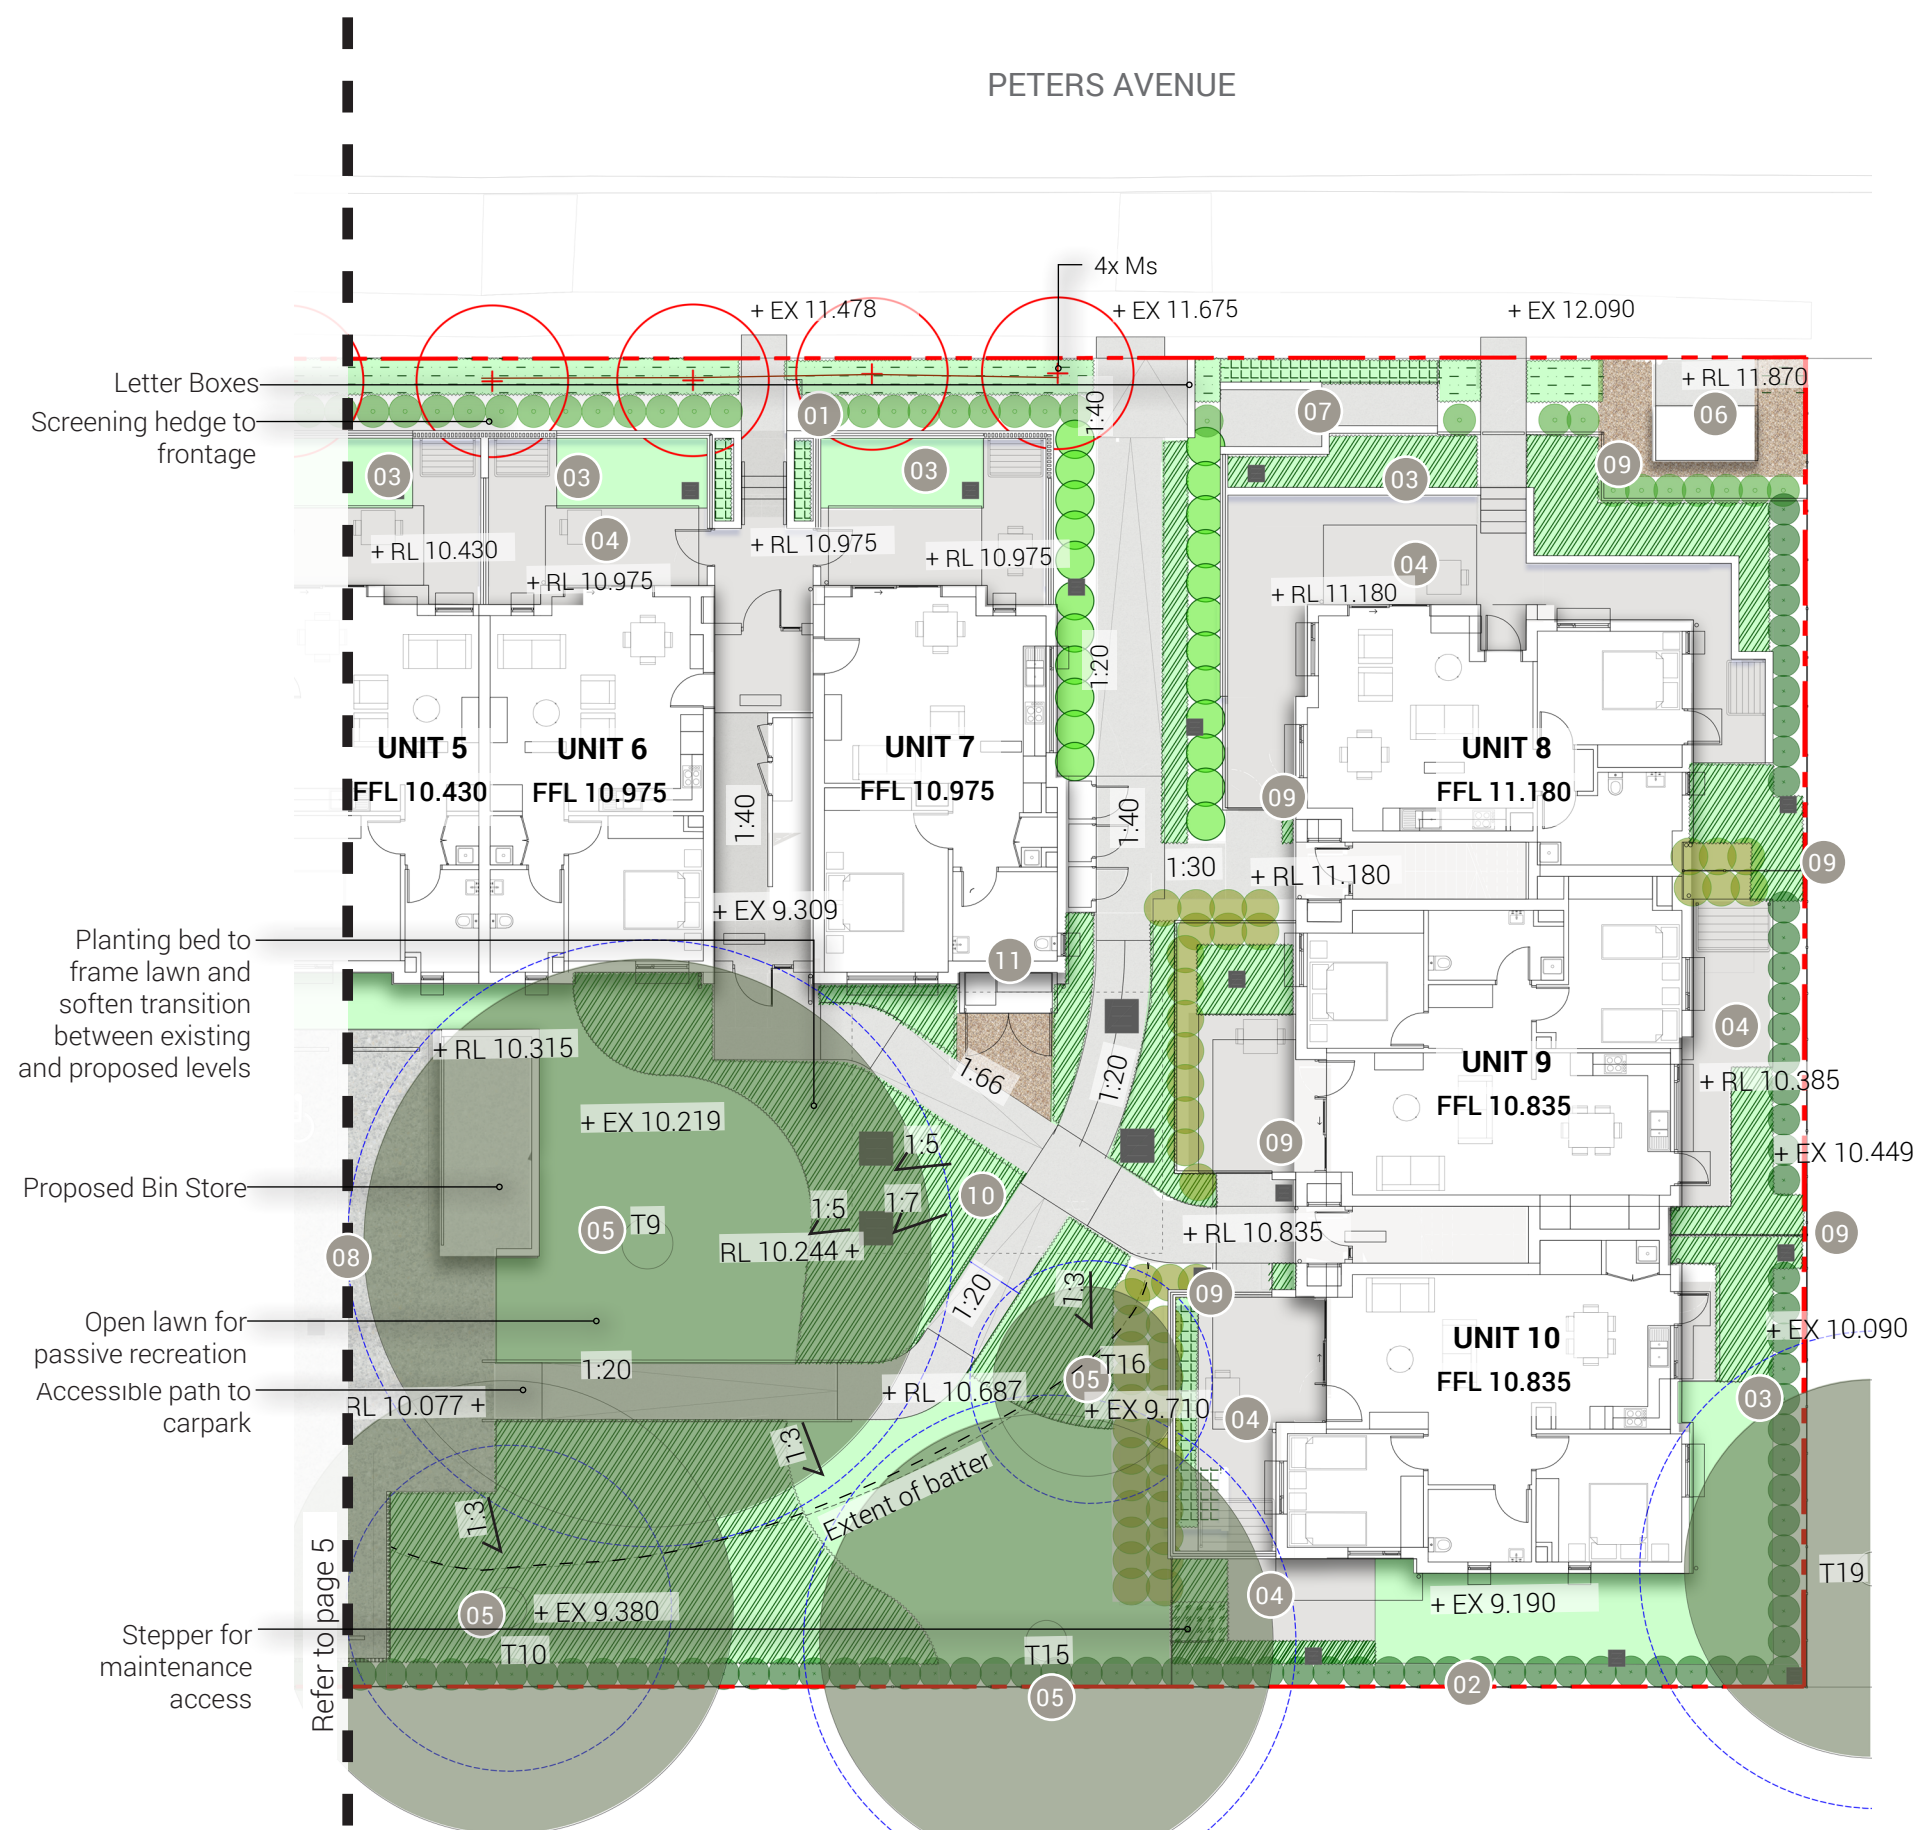 PETERS AVENUE
4x Ms
+ EX 11.478
+ EX 11.675
+ EX 12.090
Letter Boxes
+ RL 11.870
Screening hedge to
frontage
01
1:40
07
06
03
03
03
03
09
+ RL 10.430
04
+ RL 10.975
+ RL 10.975
+ RL 10.975
04
+ RL 11.180
1:20
UNIT 5
FFL 10.430
UNIT 6
FFL 10.975
UNIT 7
FFL 10.975
UNIT 8
FFL 11.180
1:40
1:40
09
1:30
+ RL 11.180
09
+ EX 9.309
Planting bed to
frame lawn and
soften transition
between existing
and proposed levels
11
+ RL 10.315
1:66
1:20
04
UNIT 9
FFL 10.835
+ RL 10.385
+ EX 10.219
1:5
09
+ EX 10.449
Proposed Bin Store
10
1:5
1:7
05
T9
RL 10.244 +
+ RL 10.835
09
08
1:20
1:3
09
Open lawn for
passive recreation
+ EX 10.090
UNIT 10
FFL 10.835
1:20
T16
05
Accessible path to
carpark
RL 10.077 +
+ RL 10.687
+ EX 9.710
04
03
1:3
Extent of batter
1:3
Refer to page 5
T19
05
+ EX 9.380
04
+ EX 9.190
Stepper for
maintenance
access
T10
T15
05
02